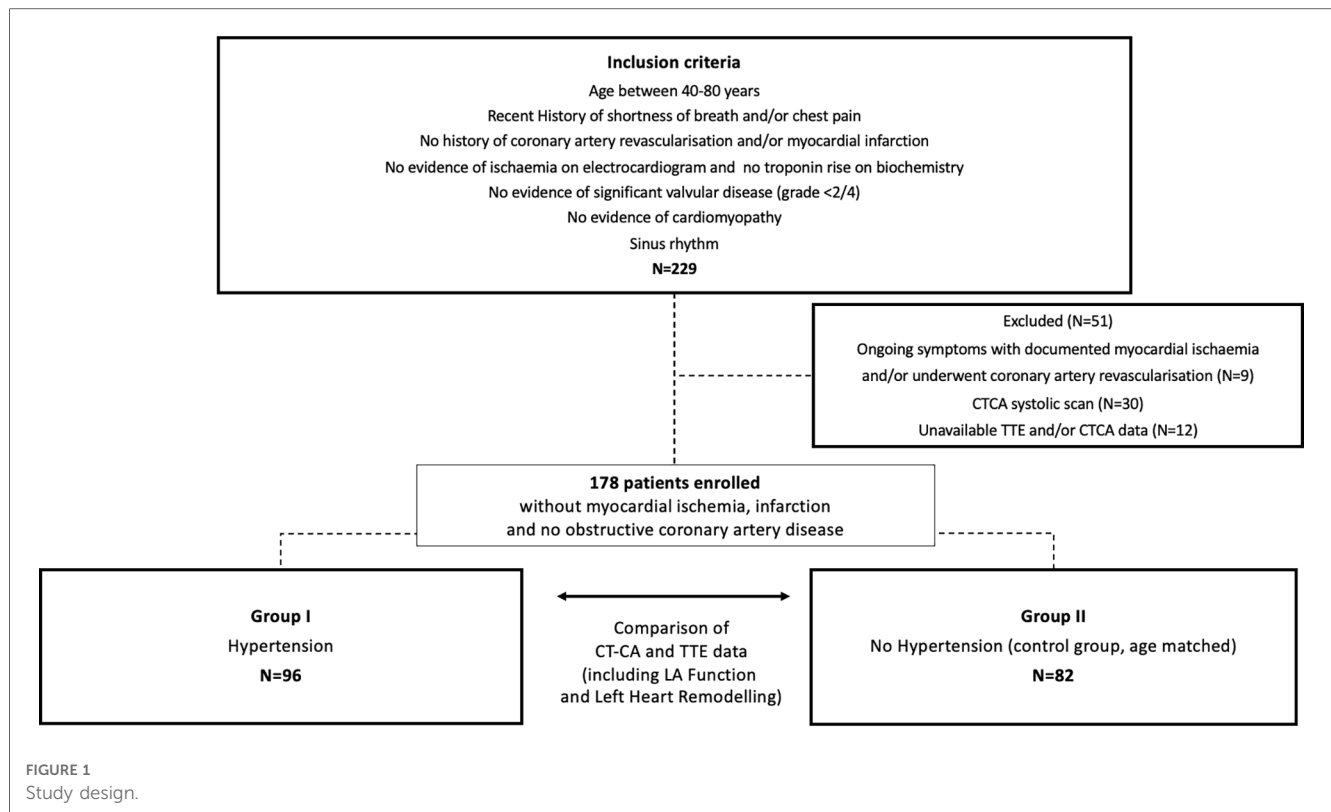 Inclusion criteria
Age between 40-80 years
Recent History of shortness of breath and/or chest pain
No history of coronary artery revascularisation and/or myocardial infarction
No evidence of ischaemia on electrocardiogram and no troponin rise on biochemistry
No evidence of significant valvular disease (grade <2/4)
No evidence of cardiomyopathy
Sinus rhythm
N=229
Excluded (N=51)
Ongoing symptoms with documented myocardial ischaemia
and/or underwent coronary artery revascularisation (N=9)
CTCA systolic scan (N=30)
Unavailable TTE and/or CTCA data (N=12)
178 patients enrolled
without myocardial ischemia, infarction
and no obstructive coronary artery disease
Group I
Hypertension
N=96
Comparison of
CT-CA and TTE data
(including LA Function
and Left Heart Remodelling)
Group II
No Hypertension (control group, age matched)
N=82
FIGURE 1
Study design.